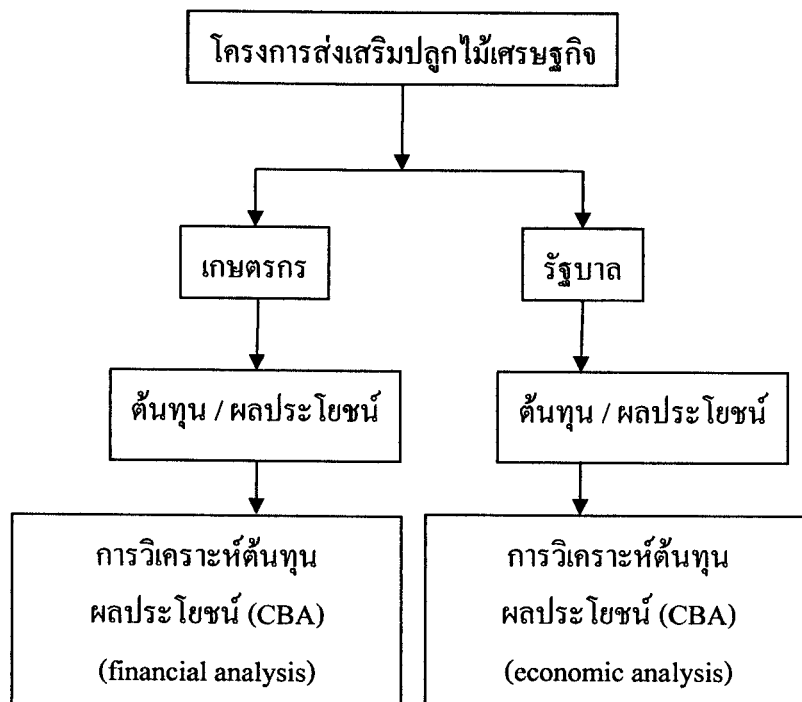 โครงการส่งเสริมปลูกไม้เศรษฐกิจ
เกษตรกร
รัฐบาล
ต้นทุน / ผลประโยชน์
ต้นทุน / ผลประโยชน์
การวิเคราะห์ต้นทุน
ผลประโยชน์ (CBA)
(financial analysis)
การวิเคราะห์ต้นทุน
ผลประโยชน์ (CBA)
(economic analysis)